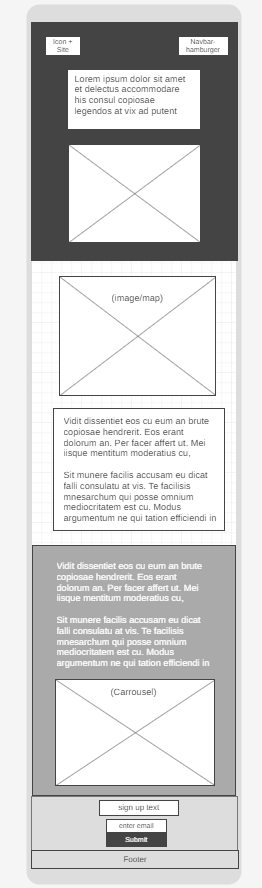 Icon +
Site
Navbar-
hamburger
Lorem ipsum dolor sit amet
et delectus accommodare
his consul copiosae
legendos at vix ad putent
(image/map)
Vidit dissentiet eos cu eum an brute
copiosae hendrerit. Eos erant
dolorum an. Per facer affert ut. Mei
iisque mentitum moderatius cu,
Sit munere facilis accusam eu dicat
falli consulatu at vis. Te facilisis
mnesarchum qui posse omnium
mediocritatem est cu. Modus
argumentum ne qui tation efficiendi in
Vidit dissentiet eos cu eum an brute
copiosae hendrerit. Eos erant
dolorum an. Per facer affert ut. Mei
iisque mentitum moderatius cu,
Sit munere facilis accusam eu dicat
falli consulatu at vis. Te facilisis
mnesarchum qui posse omnium
mediocritatem est cu. Modus
argumentum ne qui tation efficiendi in
(Carrousel)
sign up text
enter email
Submit
Footer